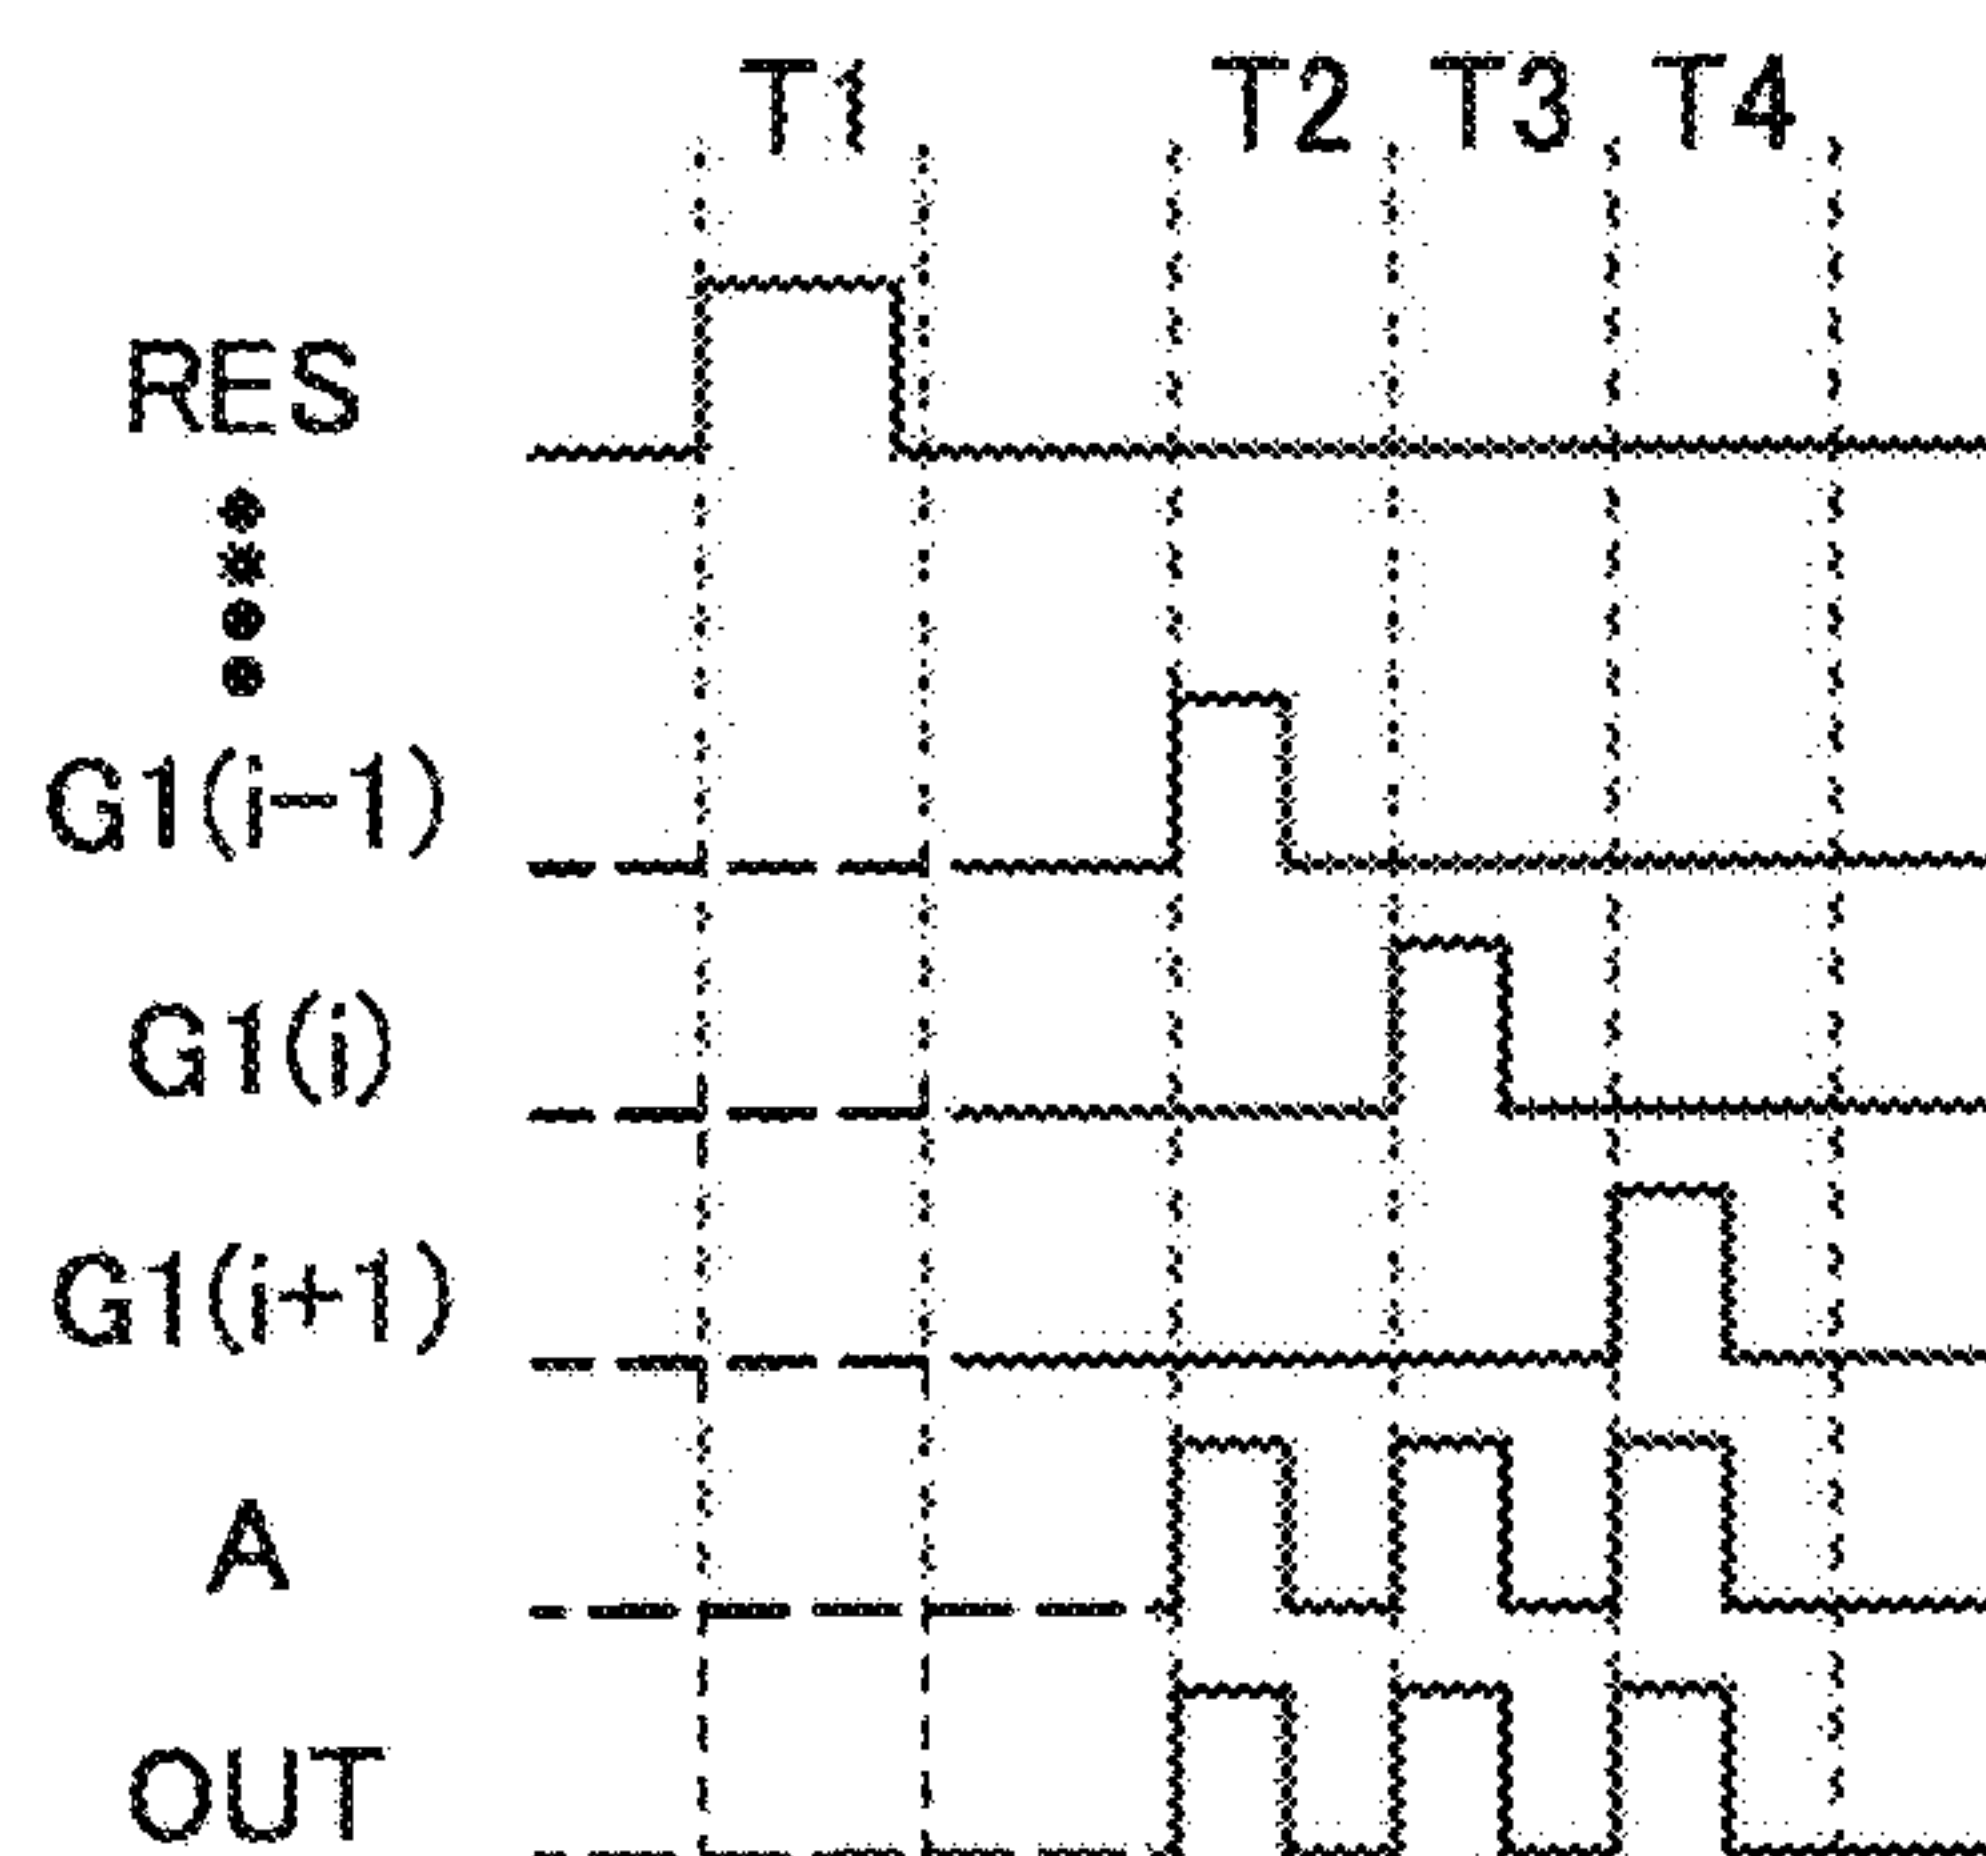 T1 T2 T3 T4
RES
G1(i-1)
G1(i)
G1(i+1)
A
OUT